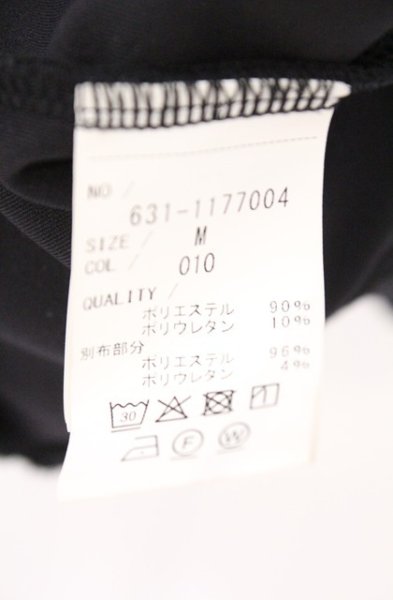 NO /
631-1177004
SIZE / M
COL / 010
QUALITY /
ポリエステル 90%
ポリウレタン 10%
別布部分
ポリエステル 96%
ポリウレタン 4%
30
F W